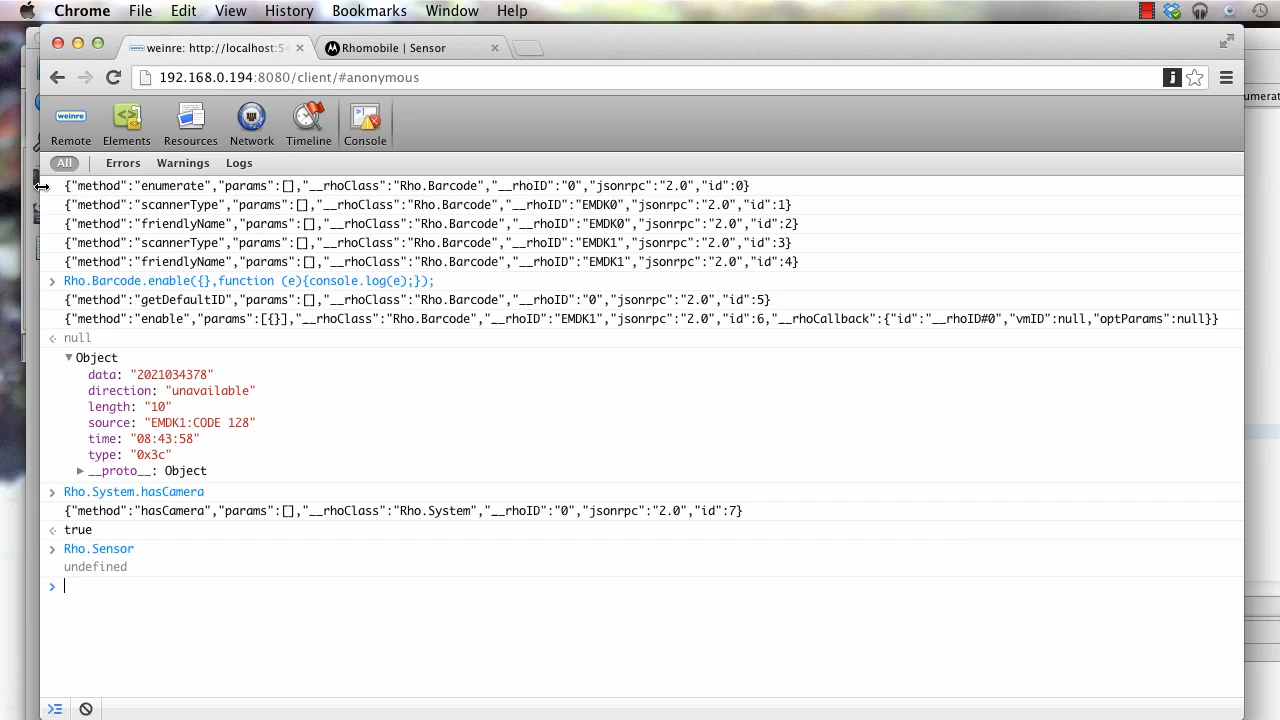 Chrome File Edit View History Bookmarks Window Help
weinre: http://localhost:54 Rhomobile | Sensor
192.168.0.194:8080/client/#anonymous
weinre
Remote Elements Resources Network Timeline Console
All Errors Warnings Logs
{"method":"enumerate","params":[],"__rhoClass":"Rho.Barcode","__rhoID":"0","jsonrpc":"2.0","id":0}
{"method":"scannerType","params":[],"__rhoClass":"Rho.Barcode","__rhoID":"EMDK0","jsonrpc":"2.0","id":1}
{"method":"friendlyName","params":[],"__rhoClass":"Rho.Barcode","__rhoID":"EMDK0","jsonrpc":"2.0","id":2}
{"method":"scannerType","params":[],"__rhoClass":"Rho.Barcode","__rhoID":"EMDK1","jsonrpc":"2.0","id":3}
{"method":"friendlyName","params":[],"__rhoClass":"Rho.Barcode","__rhoID":"EMDK1","jsonrpc":"2.0","id":4}
Rho.Barcode.enable({},function (e){console.log(e);});
{"method":"getDefaultID","params":[],"__rhoClass":"Rho.Barcode","__rhoID":"0","jsonrpc":"2.0","id":5}
{"method":"enable","params":[{}],"__rhoClass":"Rho.Barcode","__rhoID":"EMDK1","jsonrpc":"2.0","id":6,"__rhoCallback":{"id":"__rhoID#0","vmID":null,"optParams":null}}
null
Object
data: "2021034378"
direction: "unavailable"
length: "10"
source: "EMDK1:CODE 128"
time: "08:43:58"
type: "0x3c"
__proto__: Object
Rho.System.hasCamera
{"method":"hasCamera","params":[],"__rhoClass":"Rho.System","__rhoID":"0","jsonrpc":"2.0","id":7}
true
Rho.Sensor
undefined